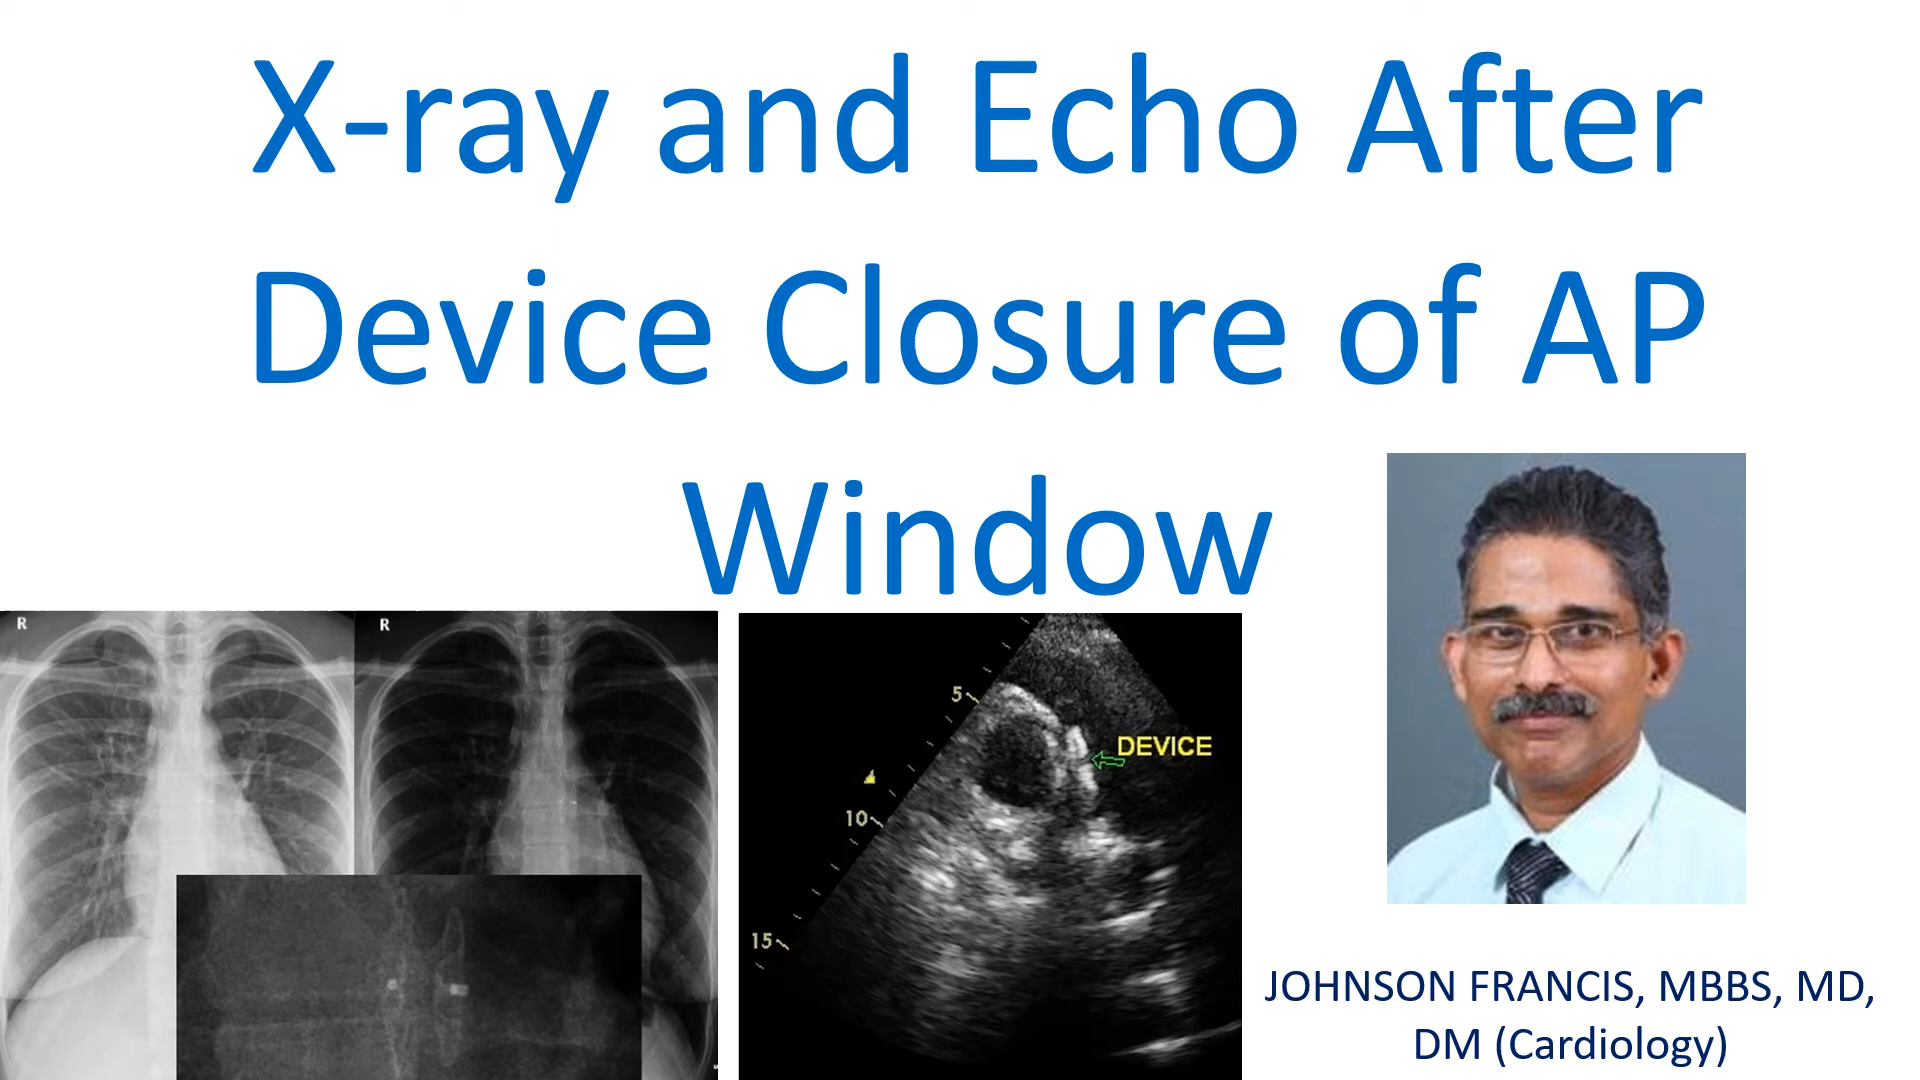 X-ray and Echo After
Device Closure of AP
Window
R
R
5
DEVICE
10
15
JOHNSON FRANCIS, MBBS, MD,
DM (Cardiology)